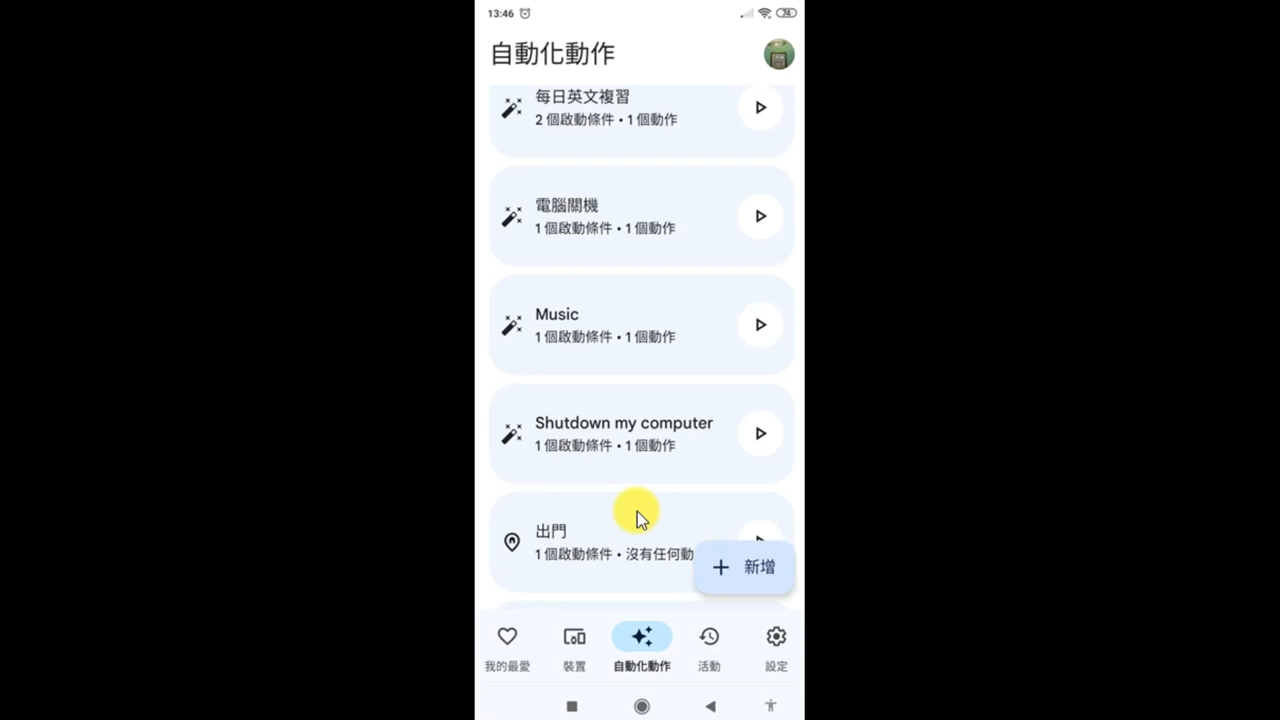 13:46
74
自動化動作
每日英文複習
2 個啟動條件 • 1 個動作
電腦關機
1 個啟動條件 • 1 個動作
Music
1 個啟動條件 • 1 個動作
Shutdown my computer
1 個啟動條件 • 1 個動作
出門
1 個啟動條件 • 沒有任何動
新增
我的最愛
裝置
自動化動作
活動
設定